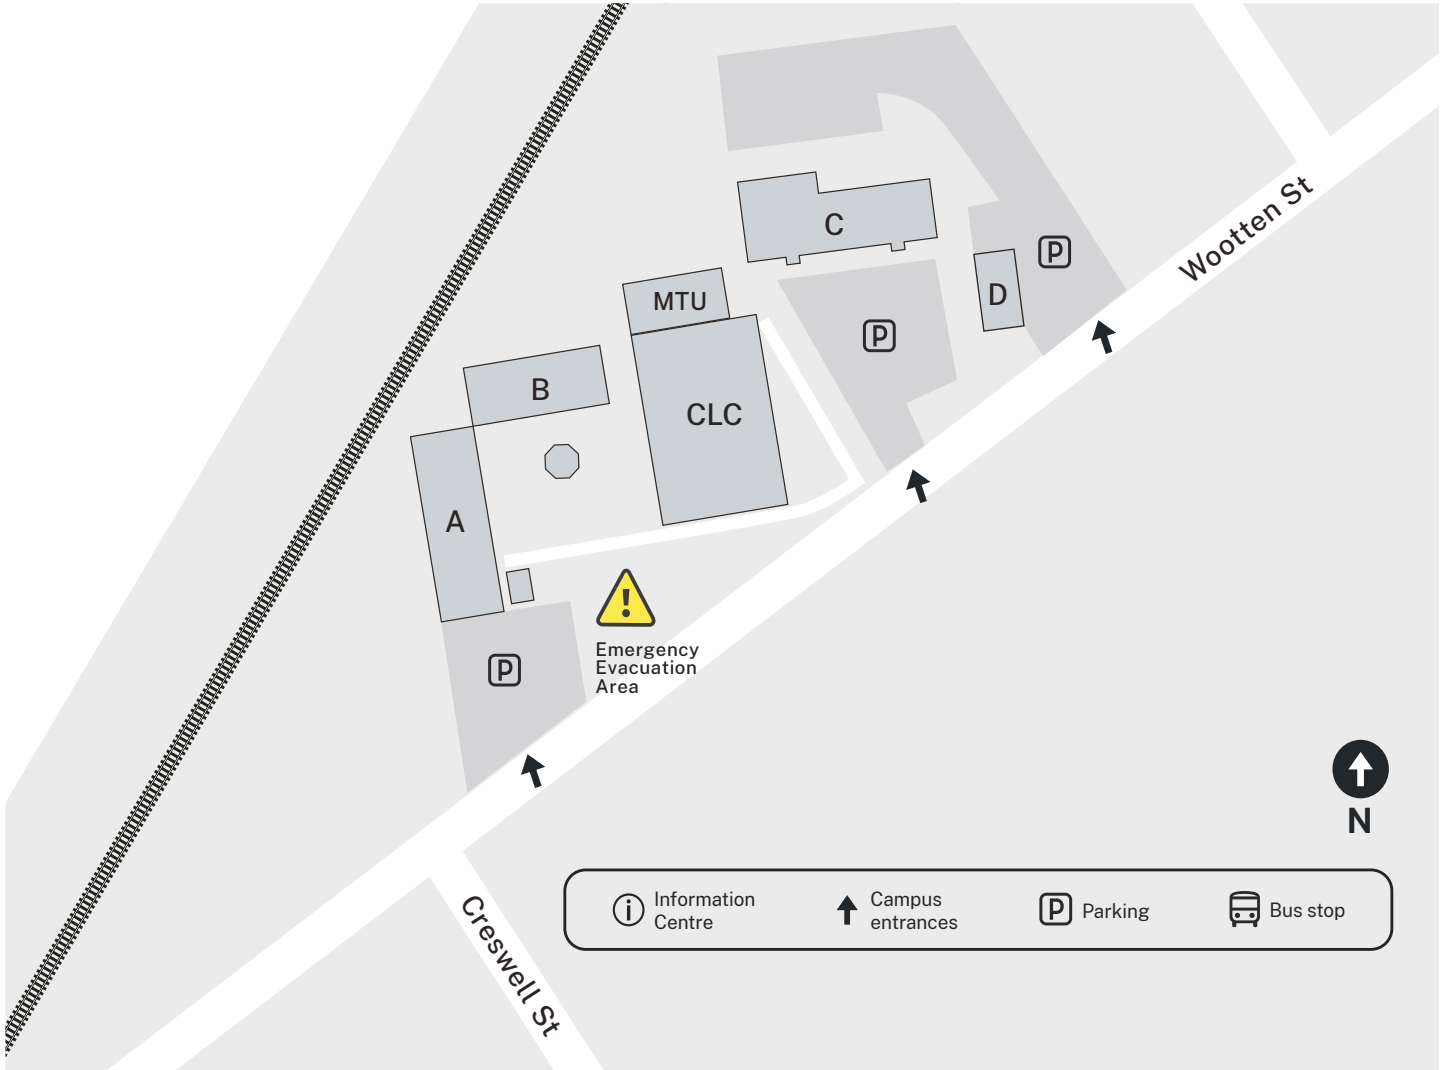 Wootten St
C
P
D
MTU
P
B
CLC
A
Emergency
Evacuation
Area
P
N
Creswell St
Information
Centre
Campus
entrances
P Parking
Bus stop